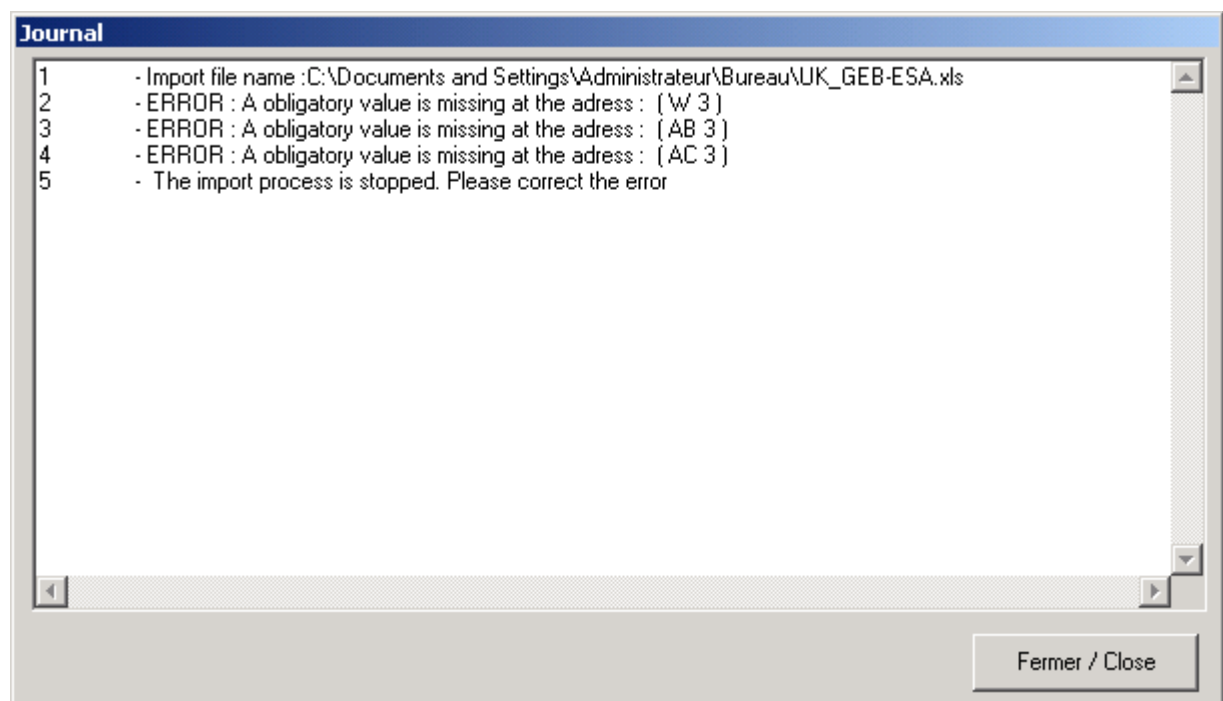 Journal
1 - Import file name :C:\Documents and Settings\Administrateur\Bureau\UK_GEB-ESA.xls
2 - ERROR : A obligatory value is missing at the adress : ( W 3 )
3 - ERROR : A obligatory value is missing at the adress : ( AB 3 )
4 - ERROR : A obligatory value is missing at the adress : ( AC 3 )
5 - The import process is stopped. Please correct the error
Fermer / Close